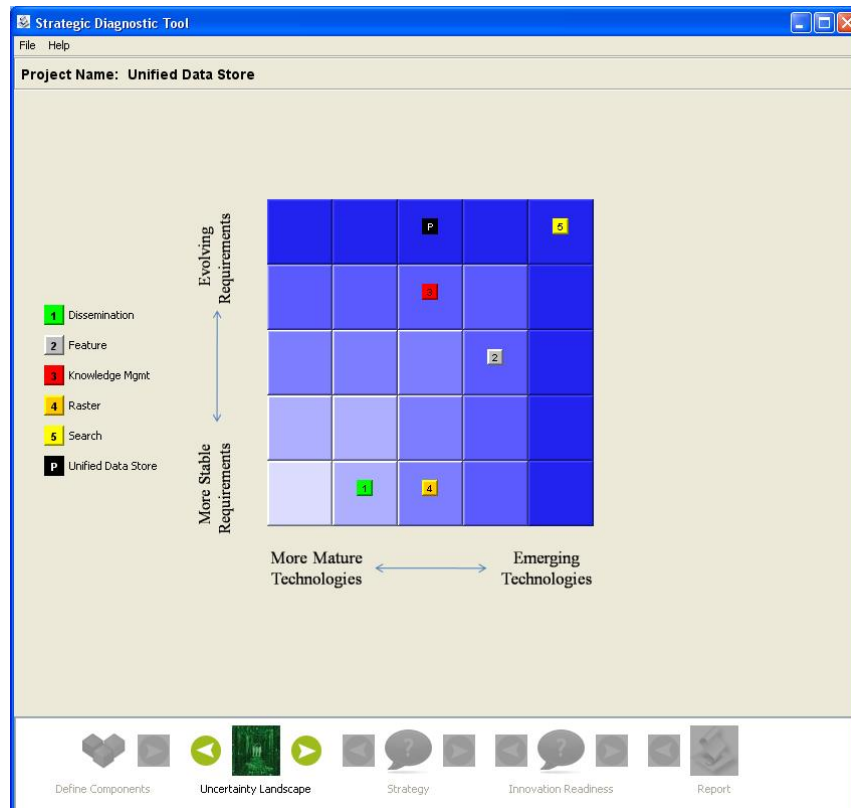 Strategic Diagnostic Tool
File Help
Project Name: Unified Data Store
Evolving
Requirements
More Stable
Requirements
1 Dissemination
2 Feature
3 Knowledge Mgmt
4 Raster
5 Search
P Unified Data Store
P
5
3
2
1
4
More Mature
Technologies
Emerging
Technologies
?
?
Define Components
Uncertainty Landscape
Strategy
Innovation Readiness
Report